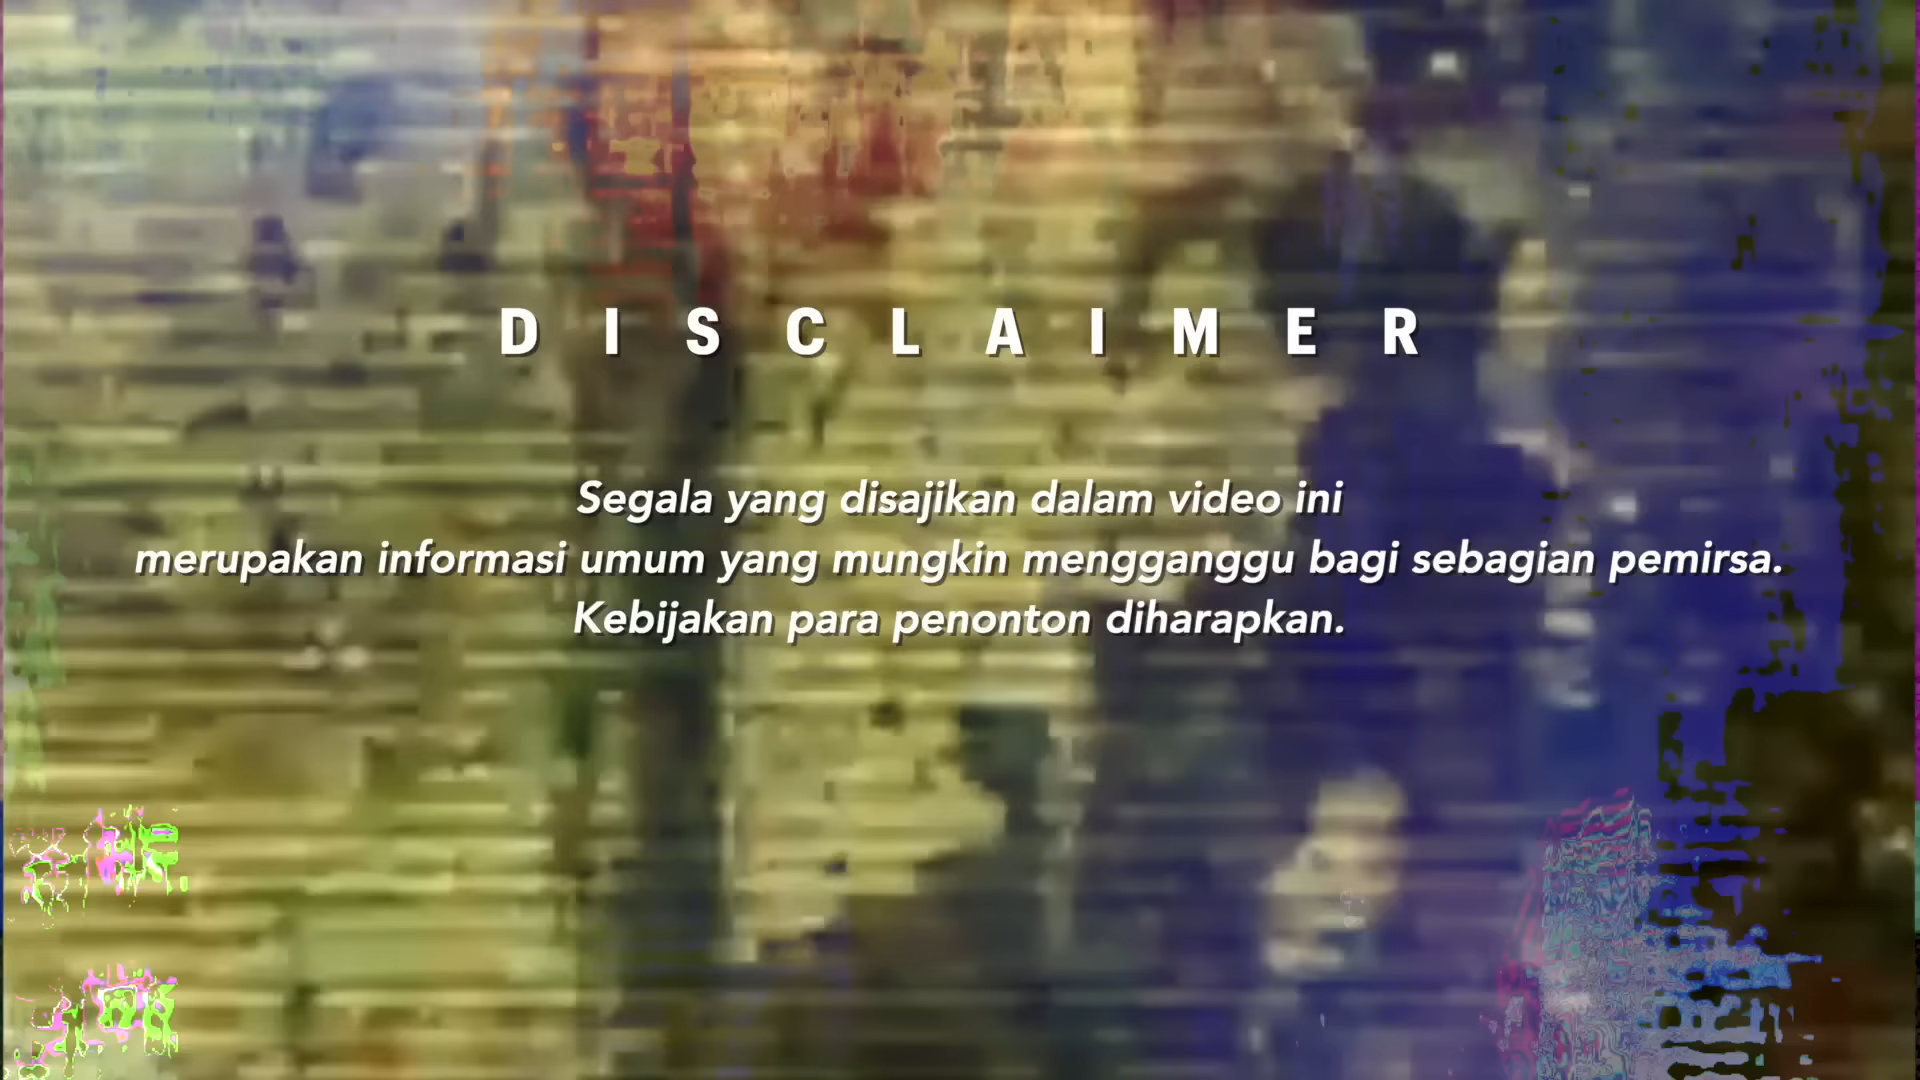 DISCLAIMER
Segala yang disajikan dalam video ini
merupakan informasi umum yang mungkin mengganggu bagi sebagian pemirsa.
Kebijakan para penonton diharapkan.